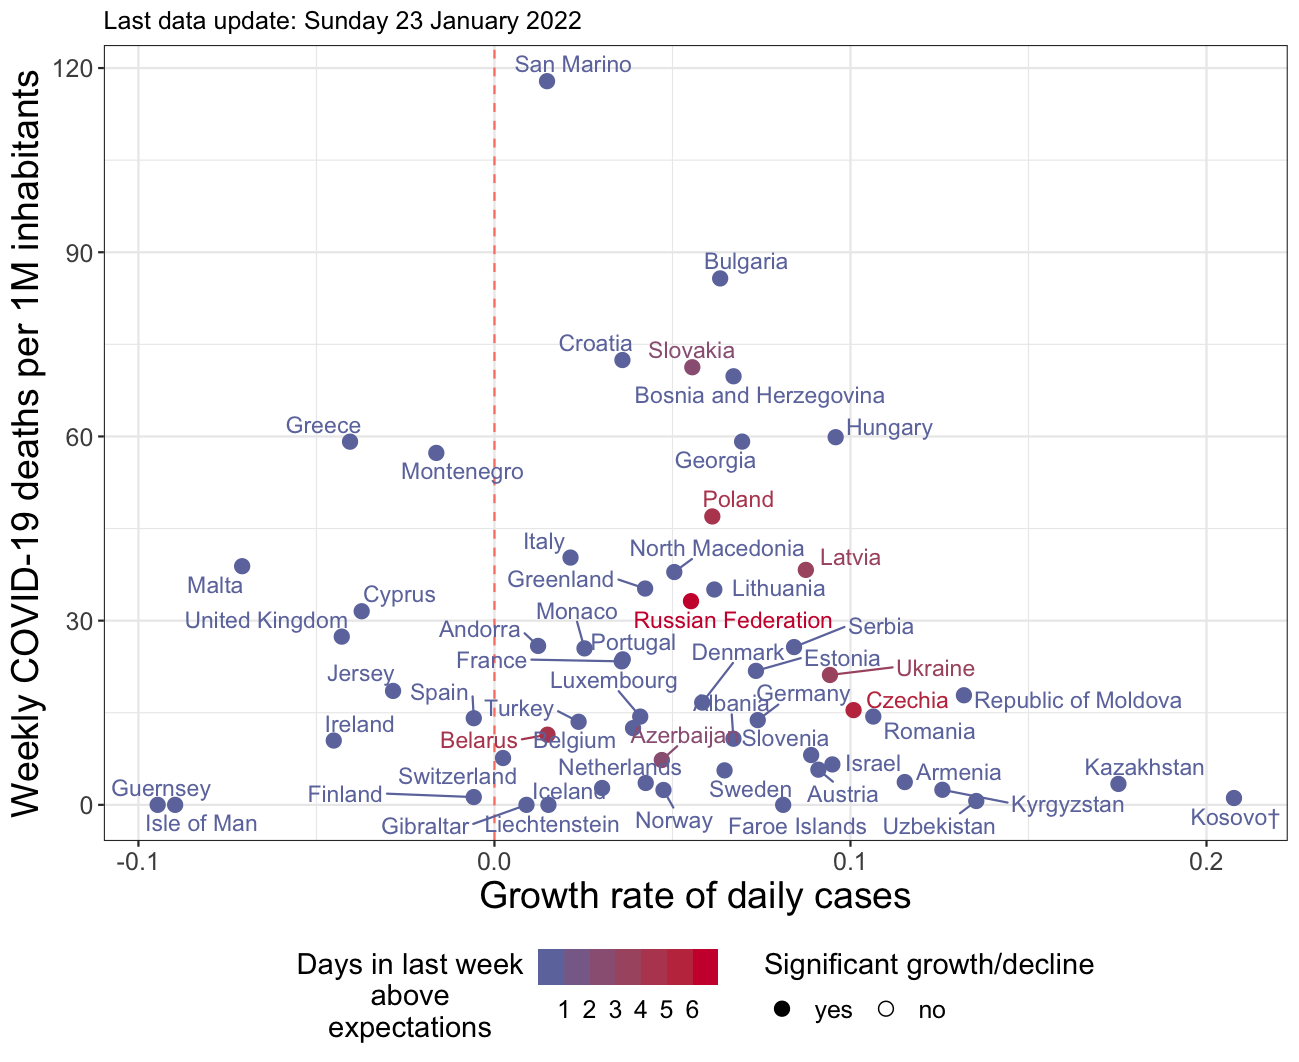 Last data update: Sunday 23 January 2022
Weekly COVID-19 deaths per 1M inhabitants
120
90
60
30
0
San Marino
Bulgaria
Croatia
Slovakia
Bosnia and Herzegovina
Greece
Hungary
Montenegro
Georgia
Poland
Italy
North Macedonia
Latvia
Malta
Greenland
Lithuania
Cyprus
Monaco
United Kingdom
Russian Federation
Andorra
Portugal
Serbia
France
Denmark
Estonia
Jersey
Luxembourg
Ukraine
Spain
Turkey
Albania
Germany
Czechia
Republic of Moldova
Ireland
Belarus
Belgium
Azerbaijan
Slovenia
Romania
Switzerland
Netherlands
Israel
Armenia
Kazakhstan
Guernsey
Finland
Iceland
Sweden
Austria
Kyrgyzstan
Isle of Man
Gibraltar
Liechtenstein
Norway
Faroe Islands
Uzbekistan
Kosovo†
-0.1
0.0
0.1
0.2
Growth rate of daily cases
Days in last week
above
expectations
1 2 3 4 5 6
Significant growth/decline
yes
no